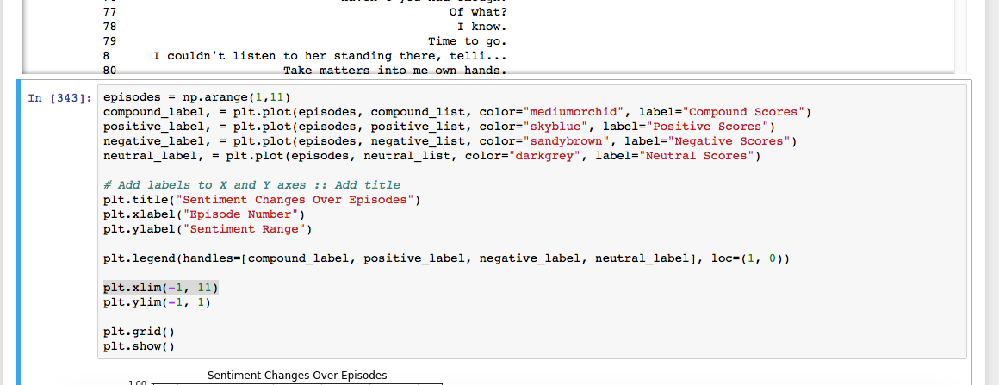 77 Of what?
78 I know.
79 Time to go.
8 I couldn't listen to her standing there, telli...
80 Take matters into me own hands.
In [343]: episodes = np.arange(1,11)
compound_label, = plt.plot(episodes, compound_list, color="mediumorchid", label="Compound Scores")
positive_label, = plt.plot(episodes, positive_list, color="skyblue", label="Positive Scores")
negative_label, = plt.plot(episodes, negative_list, color="sandybrown", label="Negative Scores")
neutral_label, = plt.plot(episodes, neutral_list, color="darkgrey", label="Neutral Scores")
# Add labels to X and Y axes :: Add title
plt.title("Sentiment Changes Over Episodes")
plt.xlabel("Episode Number")
plt.ylabel("Sentiment Range")
plt.legend(handles=[compound_label, positive_label, negative_label, neutral_label], loc=(1, 0))
plt.xlim(-1, 11)
plt.ylim(-1, 1)
plt.grid()
plt.show()
Sentiment Changes Over Episodes
1.00